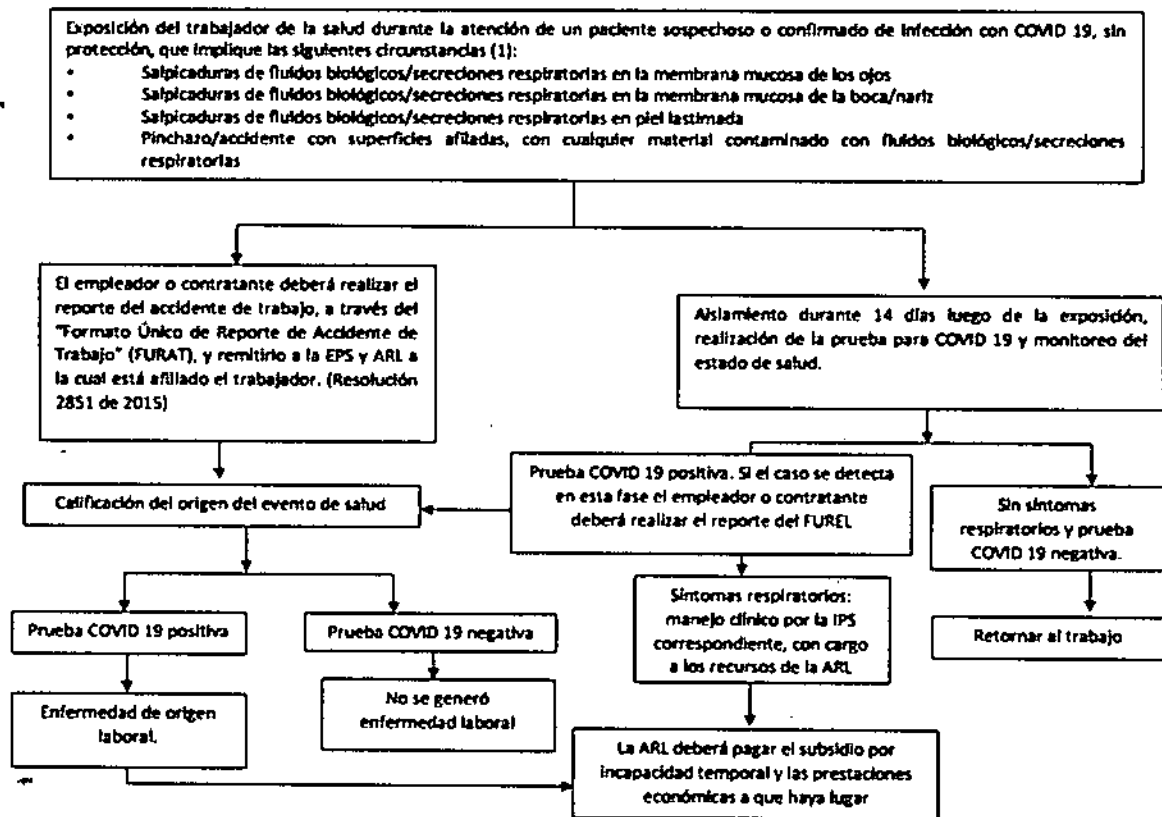 Exposición del trabajador de la salud durante la atención de un paciente sospechoso o confirmado de infección con COVID 19, sin
protección, que implique las siguientes circunstancias (1):
• Salpicaduras de fluidos biológicos/secreciones respiratorias en la membrana mucosa de los ojos
• Salpicaduras de fluidos biológicos/secreciones respiratorias en la membrana mucosa de la boca/nariz
• Salpicaduras de fluidos biológicos/secreciones respiratorias en piel lastimada
• Pinchazo/accidente con superficies afiladas, con cualquier material contaminado con fluidos biológicos/secreciones
respiratorias
El empleador o contratante deberá realizar el
reporte del accidente de trabajo, a través del
"Formato Único de Reporte de Accidente de
Trabajo" (FURAT), y remitirlo a la EPS y ARL a
la cual está afiliado el trabajador. (Resolución
2851 de 2015)
Aislamiento durante 14 días luego de la exposición,
realización de la prueba para COVID 19 y monitoreo del
estado de salud.
Calificación del origen del evento de salud
Prueba COVID 19 positiva. Si el caso se detecta
en esta fase el empleador o contratante
deberá realizar el reporte del FUREL
Sin síntomas
respiratorios y prueba
COVID 19 negativa.
Prueba COVID 19 positiva
Prueba COVID 19 negativa
Síntomas respiratorios:
manejo clínico por la IPS
correspondiente, con cargo
a los recursos de la ARL
Retornar al trabajo
Enfermedad de origen
laboral.
No se generó
enfermedad laboral
La ARL deberá pagar el subsidio por
incapacidad temporal y las prestaciones
económicas a que haya lugar